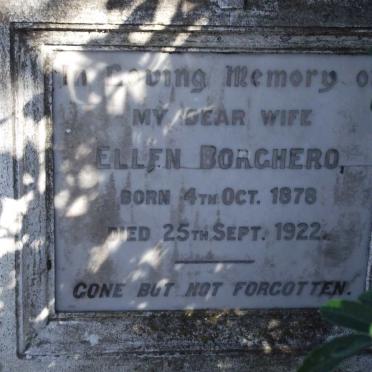 In Loving Memory of
MY DEAR WIFE
ELLEN BORGHERO,
BORN 4TH OCT. 1878
DIED 25TH SEPT. 1922.
GONE BUT NOT FORGOTTEN.